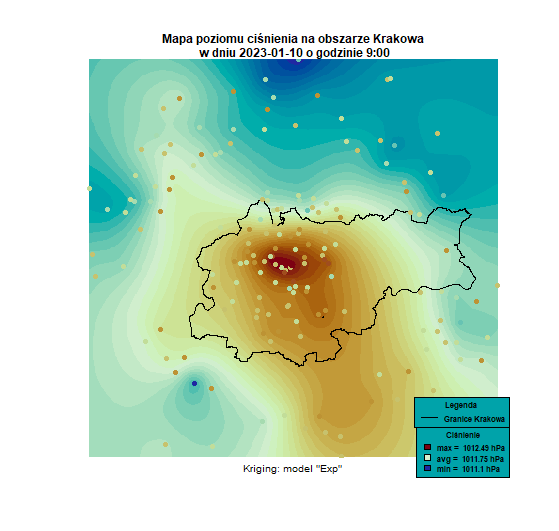 Mapa poziomu ciśnienia na obszarze Krakowa
w dniu 2023-01-10 o godzinie 9:00
Legenda
Granice Krakowa
Ciśnienie
max = 1012.49 hPa
avg = 1011.75 hPa
min = 1011.1 hPa
Kriging: model "Exp"